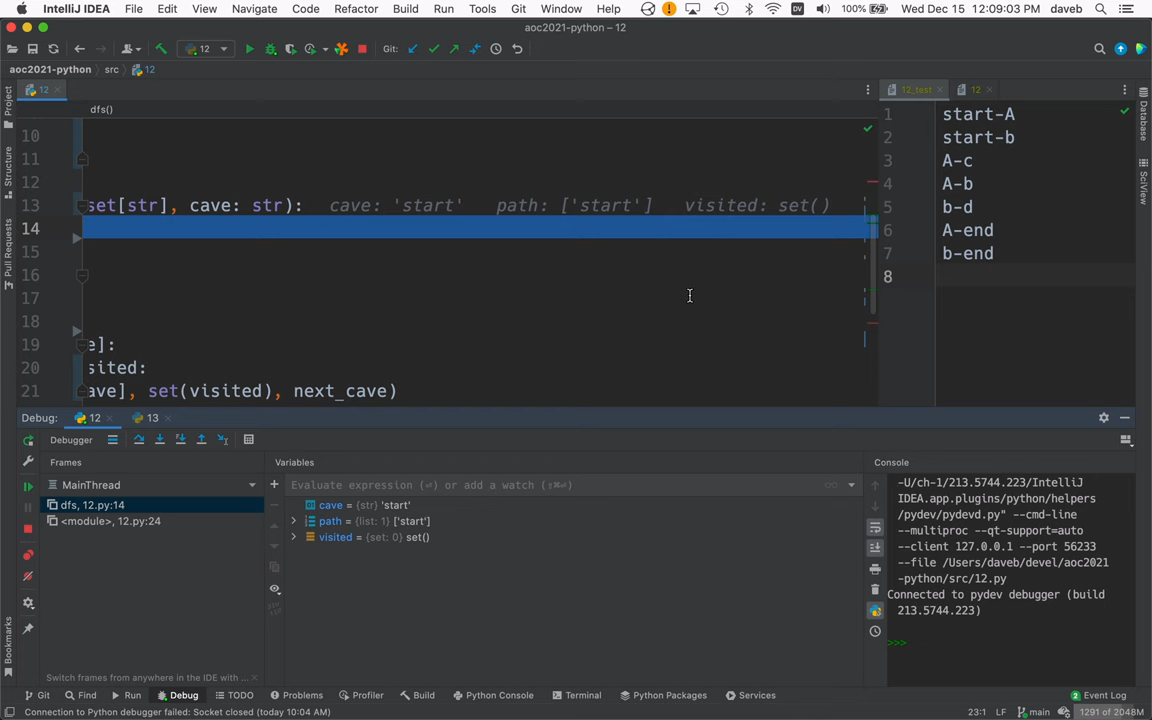 IntelliJ IDEA File Edit View Navigate Code Refactor Build Run Tools Git Window Help DV 100% Wed Dec 15 12:09:03 PM daveb
aoc2021-python – 12
12 Git:
aoc2021-python src 12
Project
Structure
Pull Requests
Bookmarks
12
dfs()
10
11
12
13 set[str], cave: str): cave: 'start' path: ['start'] visited: set()
14
15
16
17
18
19 e]:
20 sited:
21 ave], set(visited), next_cave)
12_test 12
1 start-A
2 start-b
3 A-c
4 A-b
5 b-d
6 A-end
7 b-end
8
Database
SciView
Debug: 12 13
Debugger
Frames
MainThread
dfs, 12.py:14
<module>, 12.py:24
Switch frames from anywhere in the IDE with ...
Variables
Evaluate expression (⏎) or add a watch (⇧⌘⏎)
cave = {str} 'start'
path = {list: 1} ['start']
visited = {set: 0} set()
Console
-U/ch-1/213.5744.223/IntelliJ
IDEA.app.plugins/python/helpers
/pydev/pydevd.py" --cmd-line
--multiproc --qt-support=auto
--client 127.0.0.1 --port 56233
--file /Users/daveb/devel/aoc2021
-python/src/12.py
Connected to pydev debugger (build
213.5744.223)
>>>
Git Find Run Debug TODO Problems Profiler Build Python Console Terminal Python Packages Services 2 Event Log
Connection to Python debugger failed: Socket closed (today 10:04 AM) 23:1 LF main 1291 of 2048M